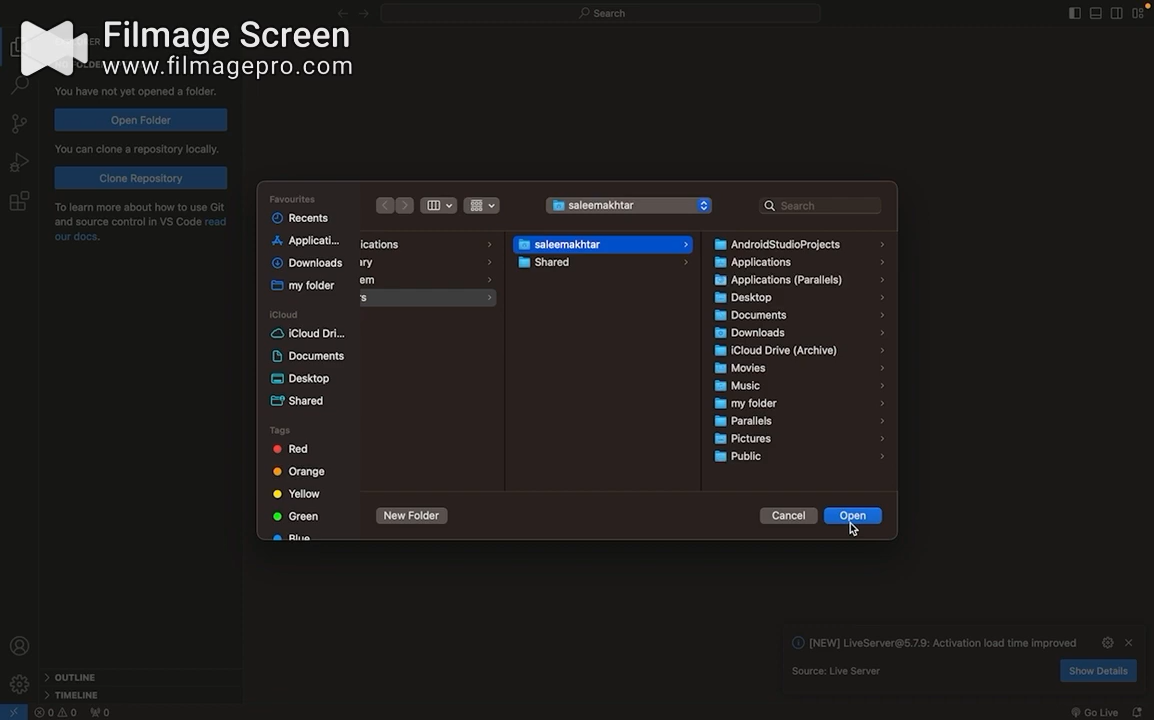 Search
Filmage Screen
www.filmagepro.com
You have not yet opened a folder.
Open Folder
You can clone a repository locally.
Clone Repository
To learn more about how to use Git
and source control in VS Code read
our docs.
Favourites
Recents
Applicati...
Downloads
my folder
iCloud
iCloud Dri...
Documents
Desktop
Shared
Tags
Red
Orange
Yellow
Green
Blue
saleemakhtar
Search
ications
ary
em
s
saleemakhtar
Shared
AndroidStudioProjects
Applications
Applications (Parallels)
Desktop
Documents
Downloads
iCloud Drive (Archive)
Movies
Music
my folder
Parallels
Pictures
Public
New Folder
Cancel
Open
[NEW] LiveServer@5.7.9: Activation load time improved
Source: Live Server
Show Details
OUTLINE
TIMELINE
0 0 0
Go Live